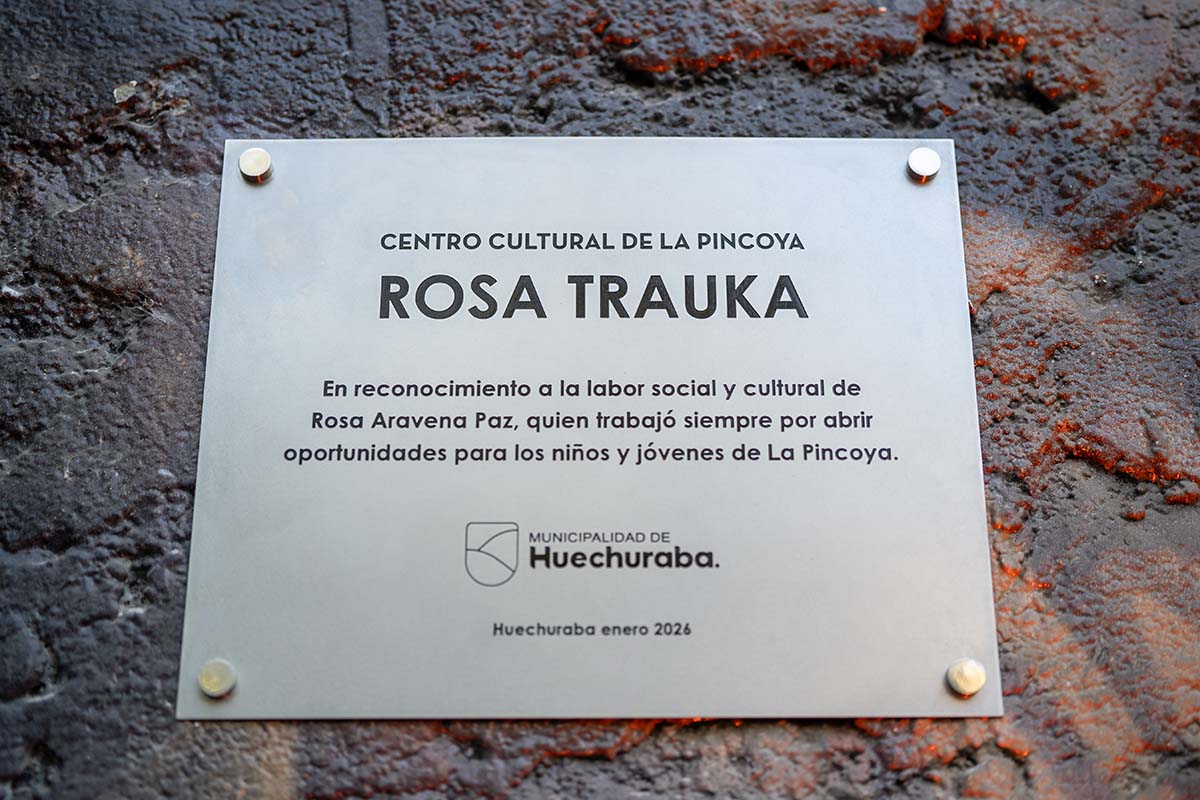 CENTRO CULTURAL DE LA PINCOYA
ROSA TRAUKA
En reconocimiento a la labor social y cultural de
Rosa Aravena Paz, quien trabajó siempre por abrir
oportunidades para los niños y jóvenes de La Pincoya.
MUNICIPALIDAD DE
Huechuraba.
Huechuraba enero 2026